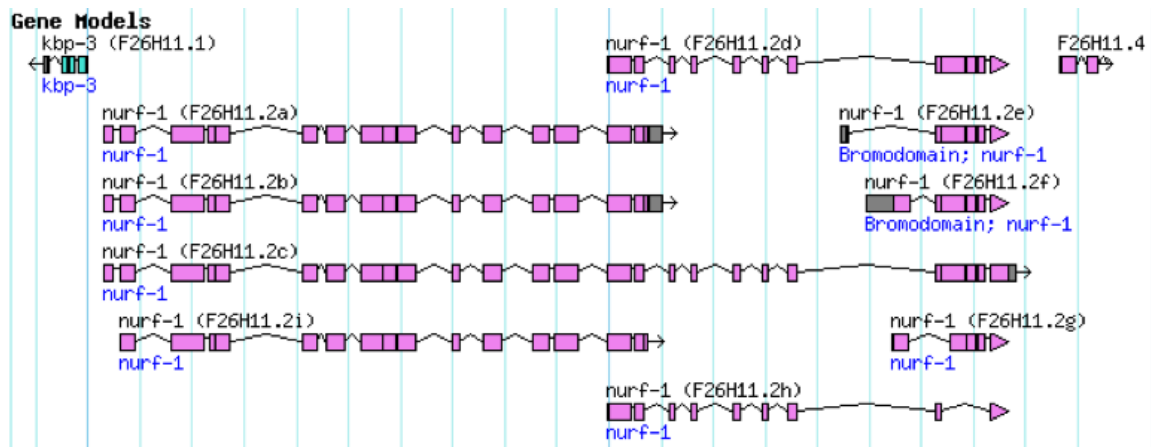 Gene Models
kbp-3 (F26H11.1)
nurf-1 (F26H11.2d)
F26H11.4
kbp-3
nurf-1
nurf-1 (F26H11.2a)
nurf-1 (F26H11.2e)
nurf-1
Bromodomain; nurf-1
nurf-1 (F26H11.2b)
nurf-1 (F26H11.2f)
nurf-1
Bromodomain; nurf-1
nurf-1 (F26H11.2c)
nurf-1
nurf-1 (F26H11.2i)
nurf-1 (F26H11.2g)
nurf-1
nurf-1
nurf-1 (F26H11.2h)
nurf-1